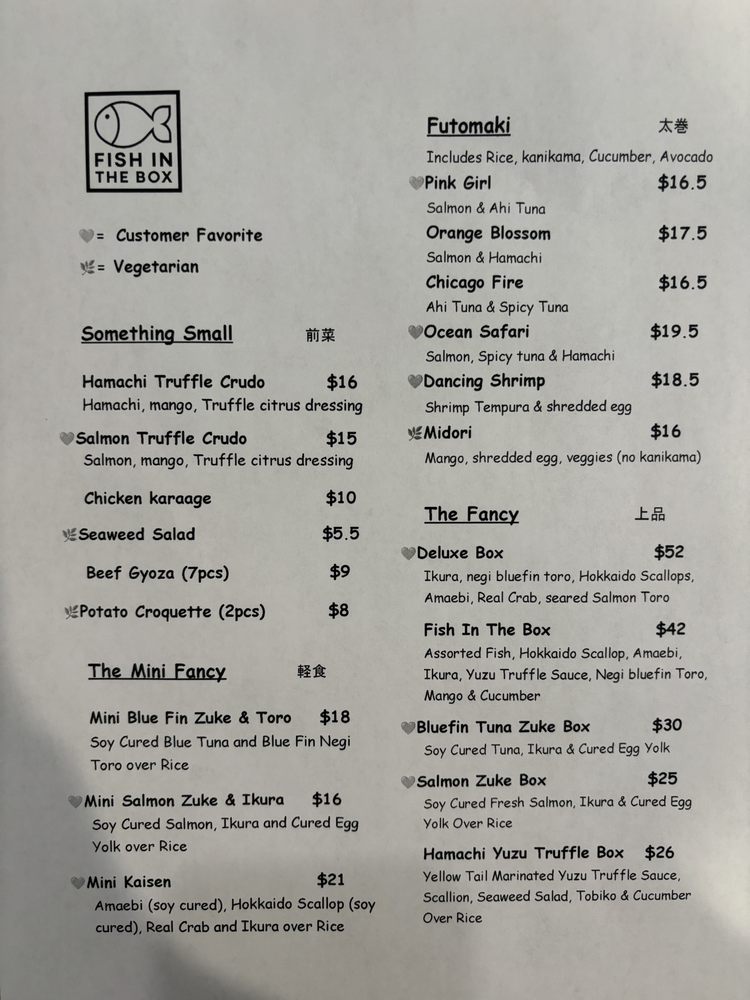 FISH IN
THE BOX
🩶= Customer Favorite
🌿= Vegetarian
Something Small 前菜
Hamachi Truffle Crudo $16
Hamachi, mango, Truffle citrus dressing
🩶Salmon Truffle Crudo $15
Salmon, mango, Truffle citrus dressing
Chicken karaage $10
🌿Seaweed Salad $5.5
Beef Gyoza (7pcs) $9
🌿Potato Croquette (2pcs) $8
The Mini Fancy 軽食
Mini Blue Fin Zuke & Toro $18
Soy Cured Blue Tuna and Blue Fin Negi
Toro over Rice
🩶Mini Salmon Zuke & Ikura $16
Soy Cured Salmon, Ikura and Cured Egg
Yolk over Rice
🩶Mini Kaisen $21
Amaebi (soy cured), Hokkaido Scallop (soy
cured), Real Crab and Ikura over Rice
Futomaki 太巻
Includes Rice, kanikama, Cucumber, Avocado
🩶Pink Girl $16.5
Salmon & Ahi Tuna
Orange Blossom $17.5
Salmon & Hamachi
Chicago Fire $16.5
Ahi Tuna & Spicy Tuna
🩶Ocean Safari $19.5
Salmon, Spicy tuna & Hamachi
🩶Dancing Shrimp $18.5
Shrimp Tempura & shredded egg
🌿Midori $16
Mango, shredded egg, veggies (no kanikama)
The Fancy 上品
🩶Deluxe Box $52
Ikura, negi bluefin toro, Hokkaido Scallops,
Amaebi, Real Crab, seared Salmon Toro
Fish In The Box $42
Assorted Fish, Hokkaido Scallop, Amaebi,
Ikura, Yuzu Truffle Sauce, Negi bluefin Toro,
Mango & Cucumber
🩶Bluefin Tuna Zuke Box $30
Soy Cured Tuna, Ikura & Cured Egg Yolk
🩶Salmon Zuke Box $25
Soy Cured Fresh Salmon, Ikura & Cured Egg
Yolk Over Rice
Hamachi Yuzu Truffle Box $26
Yellow Tail Marinated Yuzu Truffle Sauce,
Scallion, Seaweed Salad, Tobiko & Cucumber
Over Rice